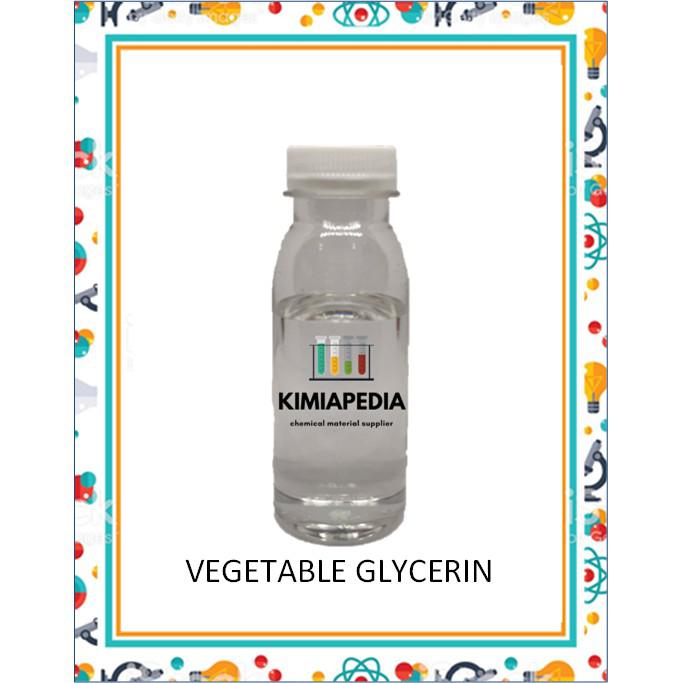 KIMIAPEDIA
chemical material supplier
VEGETABLE GLYCERIN